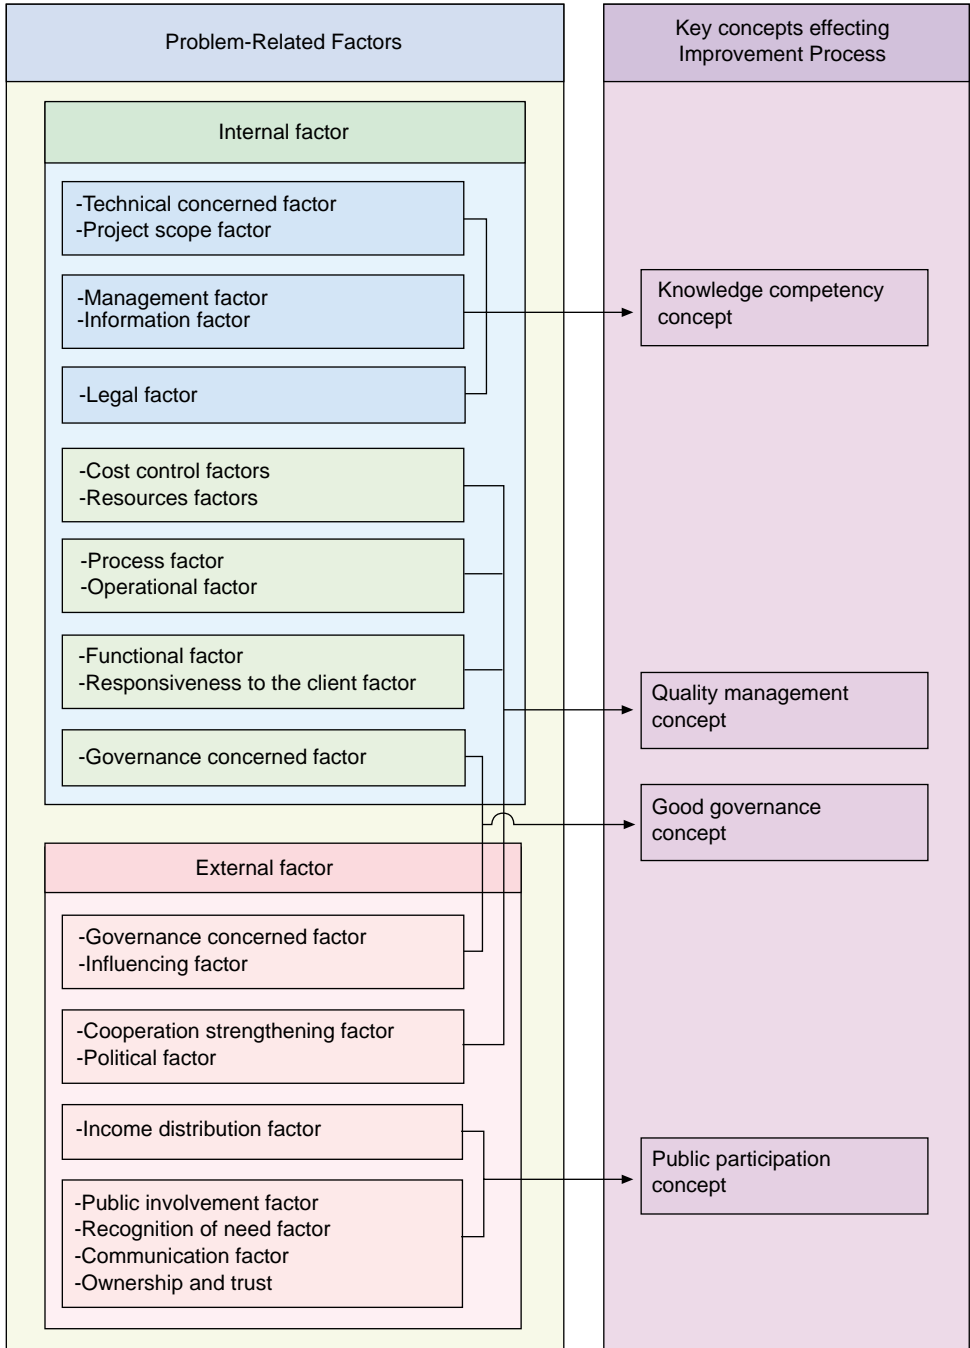 Problem-Related Factors
Internal factor
-Technical concerned factor
-Project scope factor
-Management factor
-Information factor
-Legal factor
-Cost control factors
-Resources factors
-Process factor
-Operational factor
-Functional factor
-Responsiveness to the client factor
-Governance concerned factor
External factor
-Governance concerned factor
-Influencing factor
-Cooperation strengthening factor
-Political factor
-Income distribution factor
-Public involvement factor
-Recognition of need factor
-Communication factor
-Ownership and trust
Key concepts effecting
Improvement Process
Knowledge competency
concept
Quality management
concept
Good governance
concept
Public participation
concept